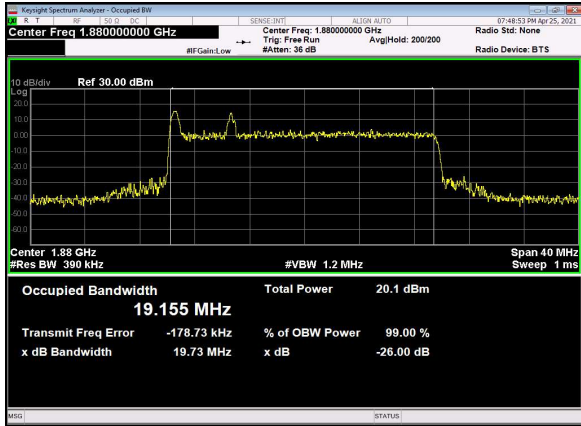 Keysight Spectrum Analyzer - Occupied BW
LXI R T RF 50 Ω DC SENSE:INT ALIGN AUTO 07:48:53 PM Apr 25, 2021
Center Freq 1.880000000 GHz Center Freq: 1.880000000 GHz Radio Std: None
Trig: Free Run Avg|Hold: 200/200
#IFGain:Low #Atten: 36 dB Radio Device: BTS
10 dB/div Ref 30.00 dBm
Log
20.0
10.0
0.00
-10.0
-20.0
-30.0
-40.0
-50.0
-60.0
Center 1.88 GHz Span 40 MHz
#Res BW 390 kHz #VBW 1.2 MHz Sweep 1 ms
Occupied Bandwidth Total Power 20.1 dBm
19.155 MHz
Transmit Freq Error -178.73 kHz % of OBW Power 99.00 %
x dB Bandwidth 19.73 MHz x dB -26.00 dB
MSG STATUS